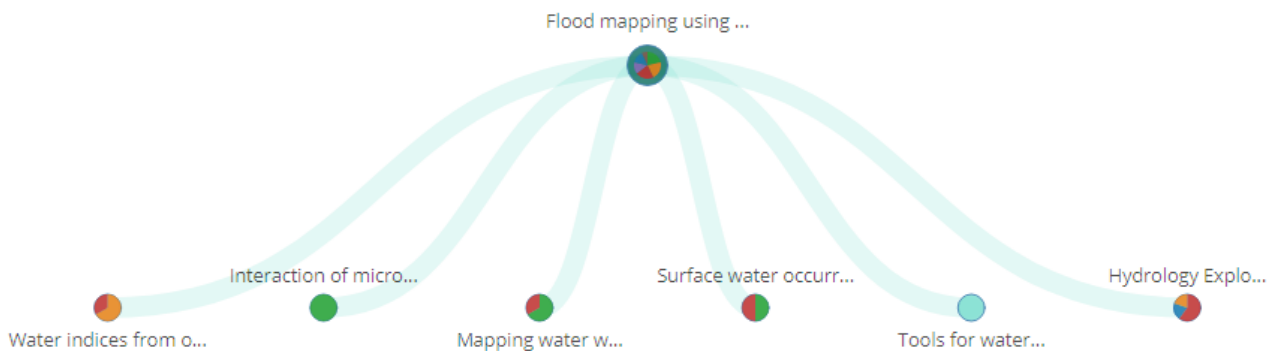 Flood mapping using ...
Interaction of micro...
Surface water occurr...
Hydrology Explo...
Water indices from o...
Mapping water w...
Tools for water...